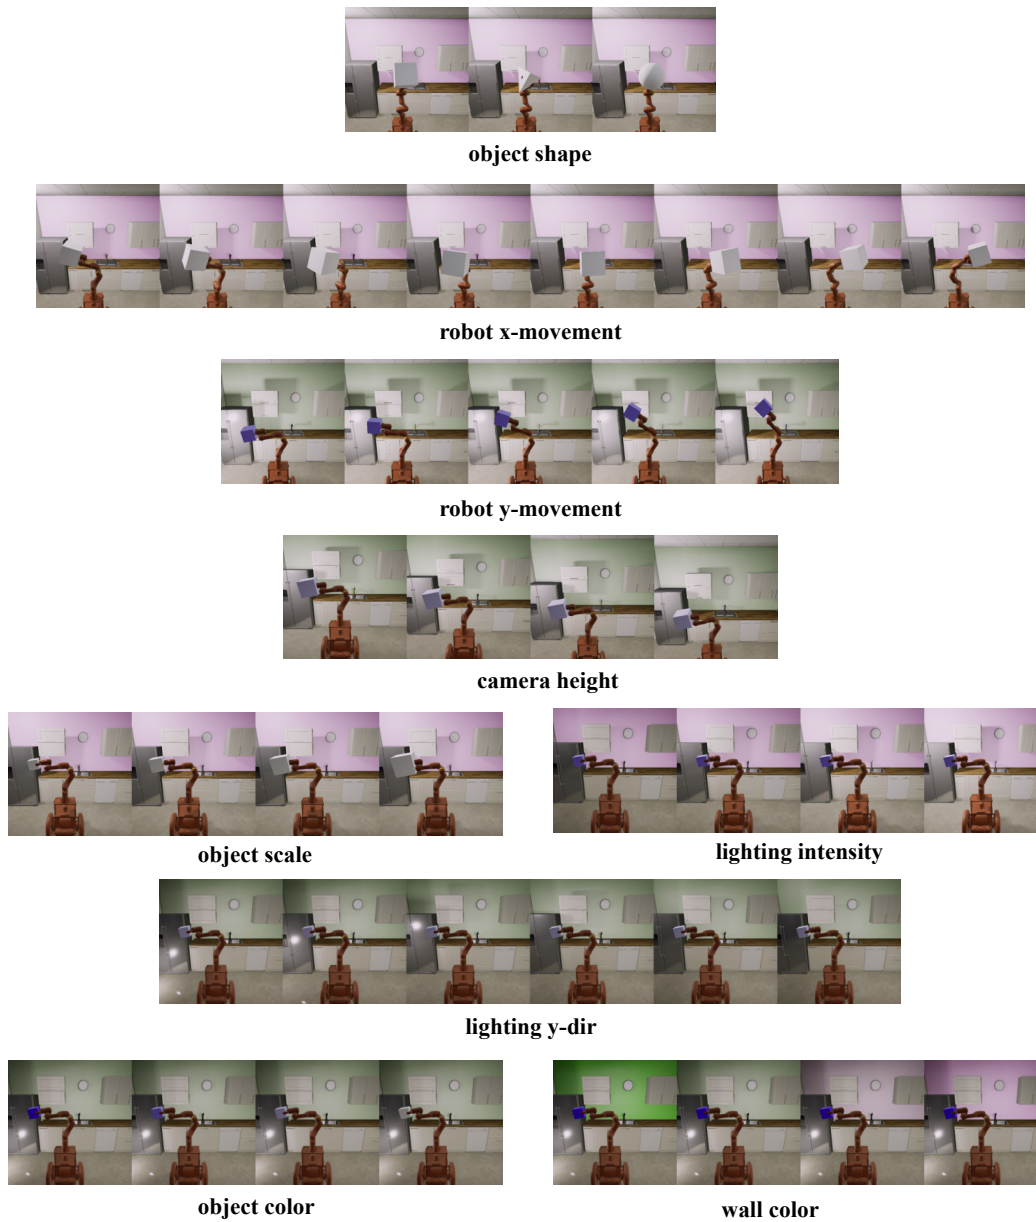 object shape
robot x-movement
robot y-movement
camera height
object scale
lighting intensity
lighting y-dir
object color
wall color